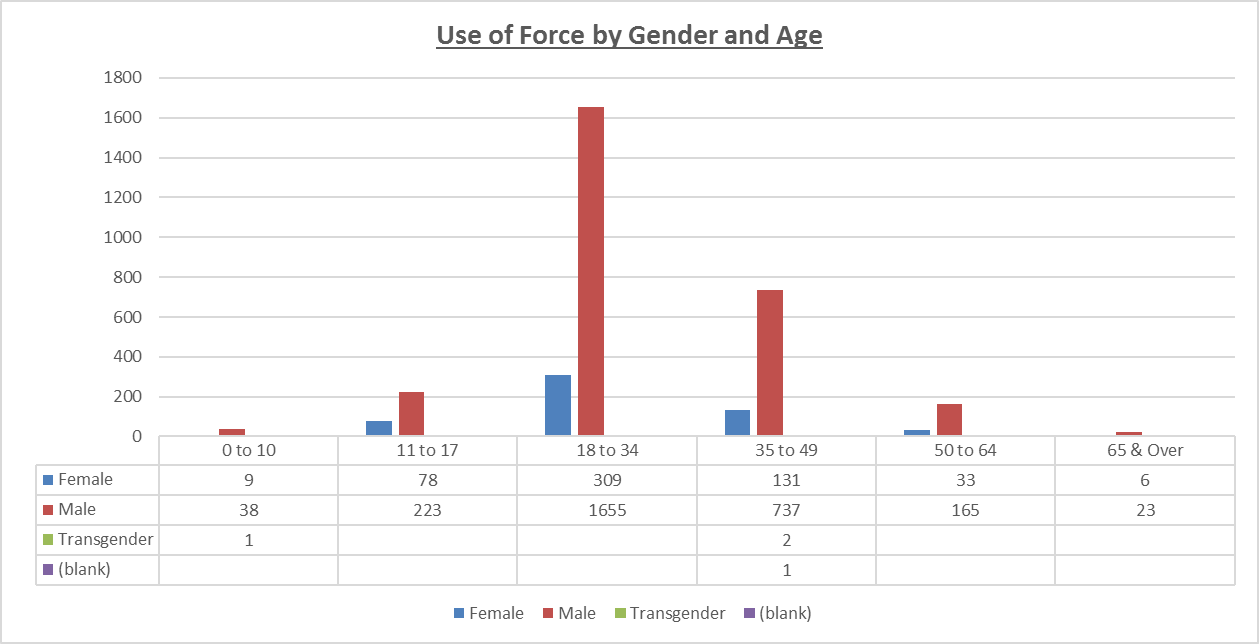 Use of Force by Gender and Age
1800
1600
1400
1200
1000
800
600
400
200
0
0 to 10 11 to 17 18 to 34 35 to 49 50 to 64 65 & Over
Female 9 78 309 131 33 6
Male 38 223 1655 737 165 23
Transgender 1 2
(blank) 1
Female Male Transgender (blank)